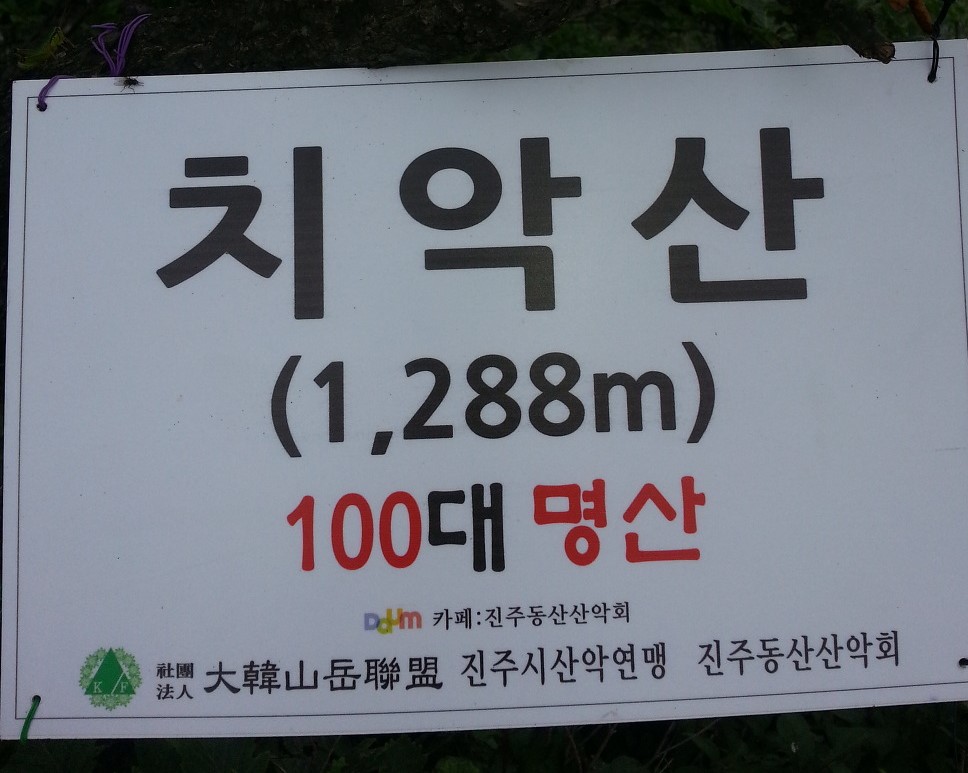 치악산
(1,288m)
100대 명산
Daum 카페:진주동산산악회
社團法人 大韓山岳聯盟 진주시산악연맹 진주동산산악회
KAF